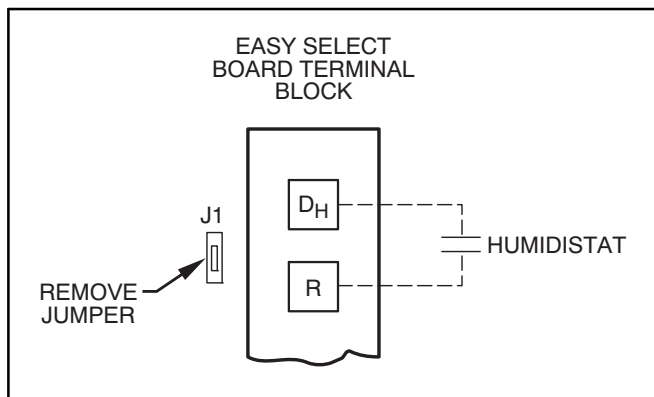 EASY SELECT
BOARD TERMINAL
BLOCK
J1
DH
HUMIDISTAT
R
REMOVE
JUMPER